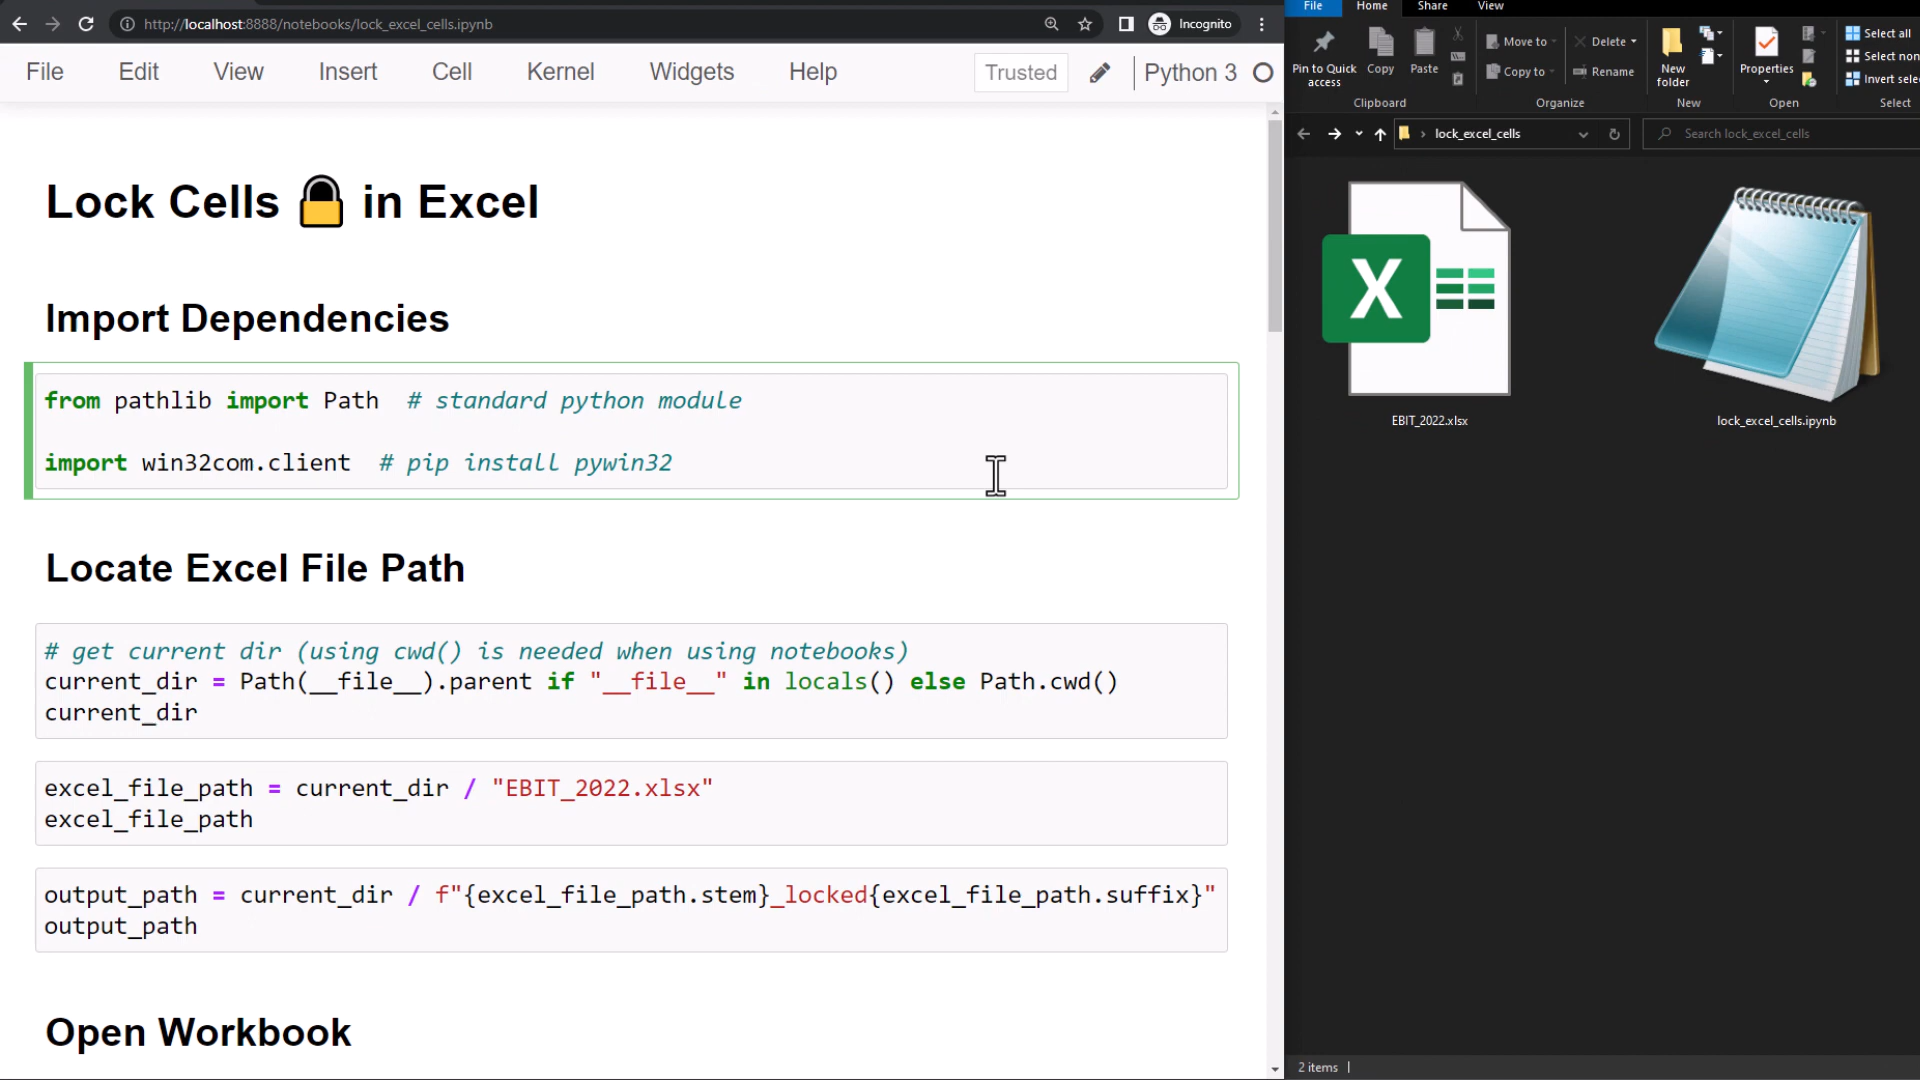 http://localhost:8888/notebooks/lock_excel_cells.ipynb
Incognito
File Edit View Insert Cell Kernel Widgets Help
Trusted
Python 3
Lock Cells 🔒 in Excel
Import Dependencies
from pathlib import Path  # standard python module
import win32com.client  # pip install pywin32
Locate Excel File Path
# get current dir (using cwd() is needed when using notebooks)
current_dir = Path(__file__).parent if "__file__" in locals() else Path.cwd()
current_dir
excel_file_path = current_dir / "EBIT_2022.xlsx"
excel_file_path
output_path = current_dir / f"{excel_file_path.stem}_locked{excel_file_path.suffix}"
output_path
Open Workbook
File Home Share View
Pin to Quick
access
Copy
Paste
Clipboard
Move to
Copy to
Delete
Rename
Organize
New
folder
New
Properties
Open
Select all
Select non
Invert sele
Select
lock_excel_cells
Search lock_excel_cells
X
EBIT_2022.xlsx
lock_excel_cells.ipynb
2 items